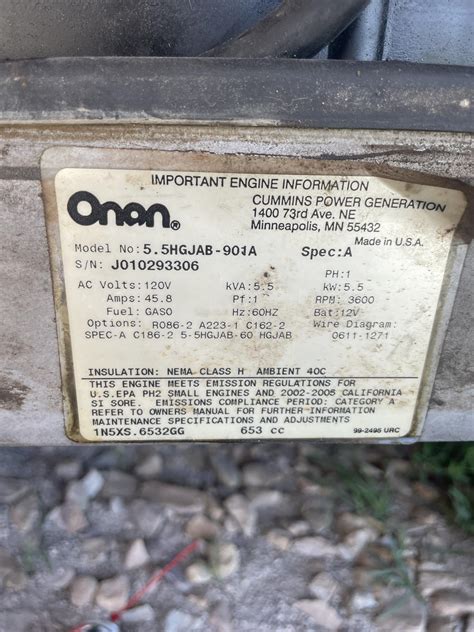 IMPORTANT ENGINE INFORMATION
Onan®
CUMMINS POWER GENERATION
1400 73rd Ave. NE
Minneapolis, MN 55432
Made in U.S.A.
Model No: 5.5HGJAB-901A Spec:A
S/N: J010293306 PH:1
AC Volts: 120V kVA: 5.5 kW: 5.5
Amps: 45.8 Pf: 1 RPM: 3600
Fuel: GASO Hz: 60HZ Bat: 12V
Options: R086-2 A223-1 C162-2 Wire Diagram:
SPEC-A C186-2 5-5HGJAB-60 HGJAB 0611-1271
INSULATION: NEMA CLASS H AMBIENT 40C
THIS ENGINE MEETS EMISSION REGULATIONS FOR
U.S.EPA PH2 SMALL ENGINES AND 2002-2005 CALIFORNIA
SI SORE. EMISSIONS COMPLIANCE PERIOD: CATEGORY A
REFER TO OWNERS MANUAL FOR FURTHER INFORMATION
MAINTENANCE SPECIFICATIONS AND ADJUSTMENTS
1N5XS.6532GG 653 cc 99-2495 URC